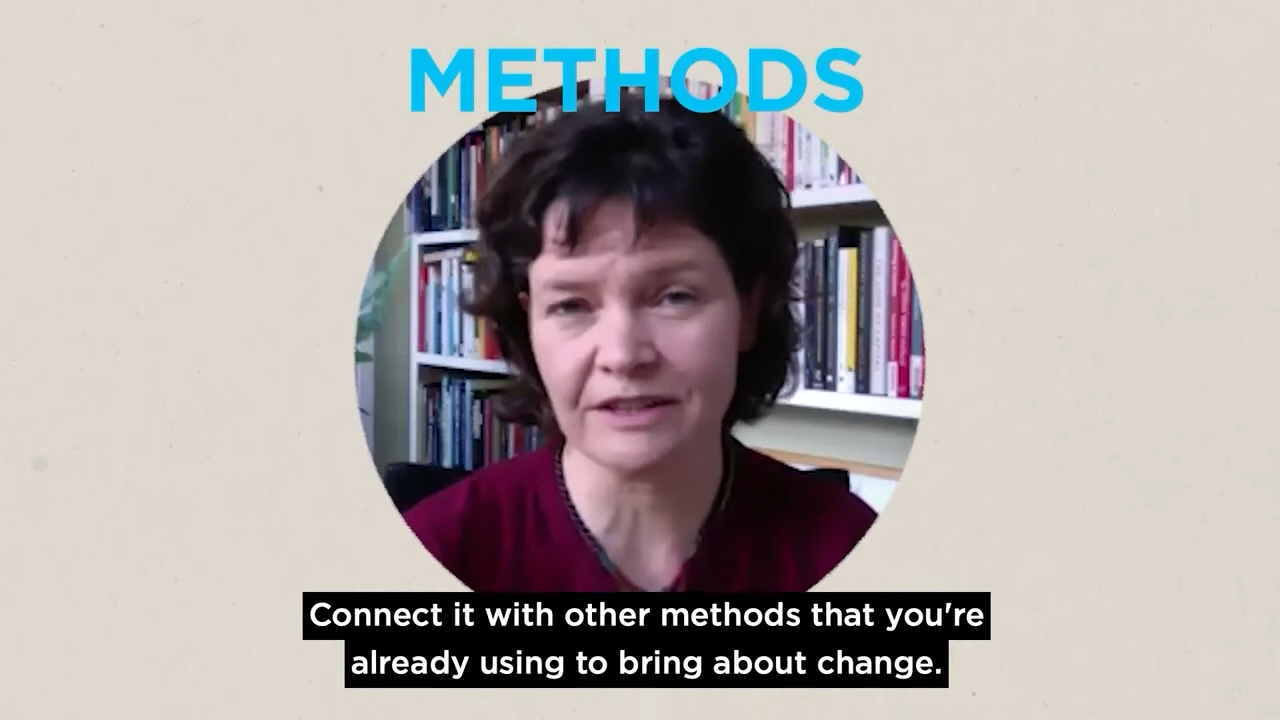 METHODS
Connect it with other methods that you're
already using to bring about change.